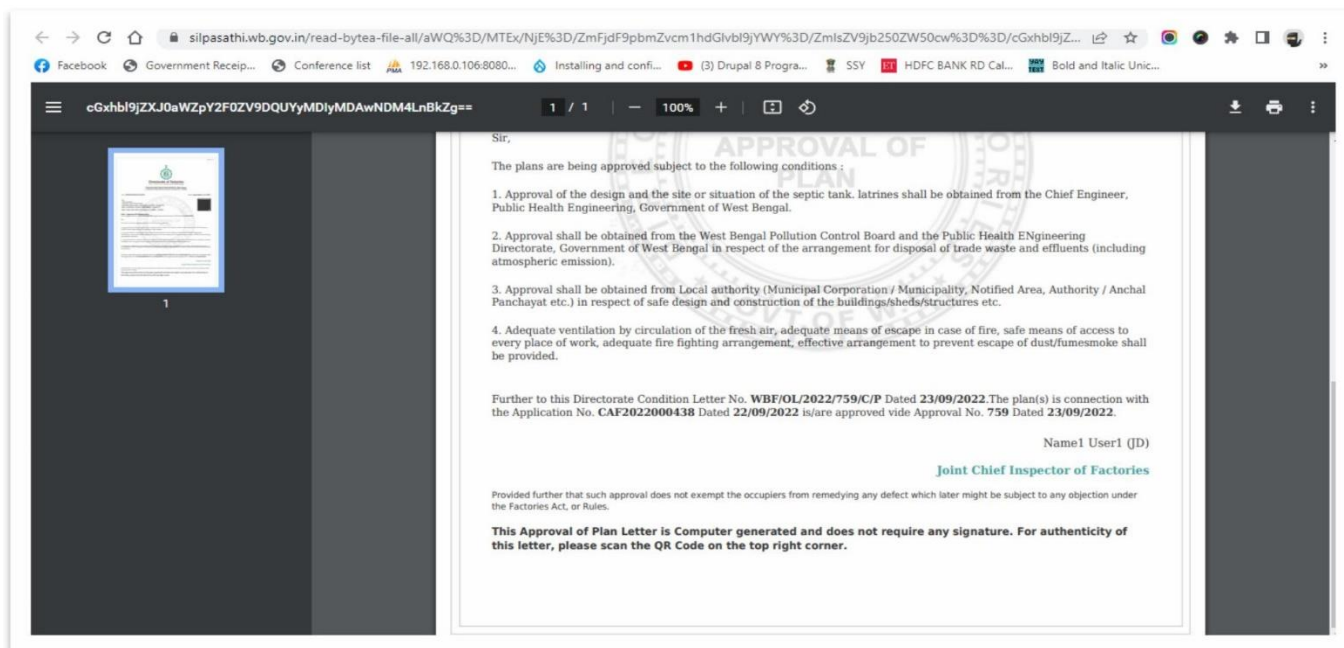 silpasathi.wb.gov.in/read-bytea-file-all/aWQ%3D/MTEx/NjE%3D/ZmFjdF9pbmZvcm1hdGlvbl9jYWY%3D/ZmlsZV9jb250ZW50cw%3D%3D/cGxhbl9jZ...
Facebook Government Receip... Conference list PMA 192.168.0.106:8080... Installing and confi... (3) Drupal 8 Progra... SSY ET HDFC BANK RD Cal... Bold and Italic Unic... »
cGxhbl9jZXJ0aWZpY2F0ZV9DQUYyMDIyMDAwNDM4LnBkZg== 1 / 1 − 100% +
1
APPROVAL OF
PLAN
Sir,
The plans are being approved subject to the following conditions :
1. Approval of the design and the site or situation of the septic tank. latrines shall be obtained from the Chief Engineer,
Public Health Engineering, Government of West Bengal.
2. Approval shall be obtained from the West Bengal Pollution Control Board and the Public Health ENgineering
Directorate, Government of West Bengal in respect of the arrangement for disposal of trade waste and effluents (including
atmospheric emission).
3. Approval shall be obtained from Local authority (Municipal Corporation / Municipality, Notified Area, Authority / Anchal
Panchayat etc.) in respect of safe design and construction of the buildings/sheds/structures etc.
4. Adequate ventilation by circulation of the fresh air, adequate means of escape in case of fire, safe means of access to
every place of work, adequate fire fighting arrangement, effective arrangement to prevent escape of dust/fumesmoke shall
be provided.
Further to this Directorate Condition Letter No. WBF/OL/2022/759/C/P Dated 23/09/2022.The plan(s) is connection with
the Application No. CAF2022000438 Dated 22/09/2022 is/are approved vide Approval No. 759 Dated 23/09/2022.
Name1 User1 (JD)
Joint Chief Inspector of Factories
Provided further that such approval does not exempt the occupiers from remedying any defect which later might be subject to any objection under
the Factories Act, or Rules.
This Approval of Plan Letter is Computer generated and does not require any signature. For authenticity of
this letter, please scan the QR Code on the top right corner.